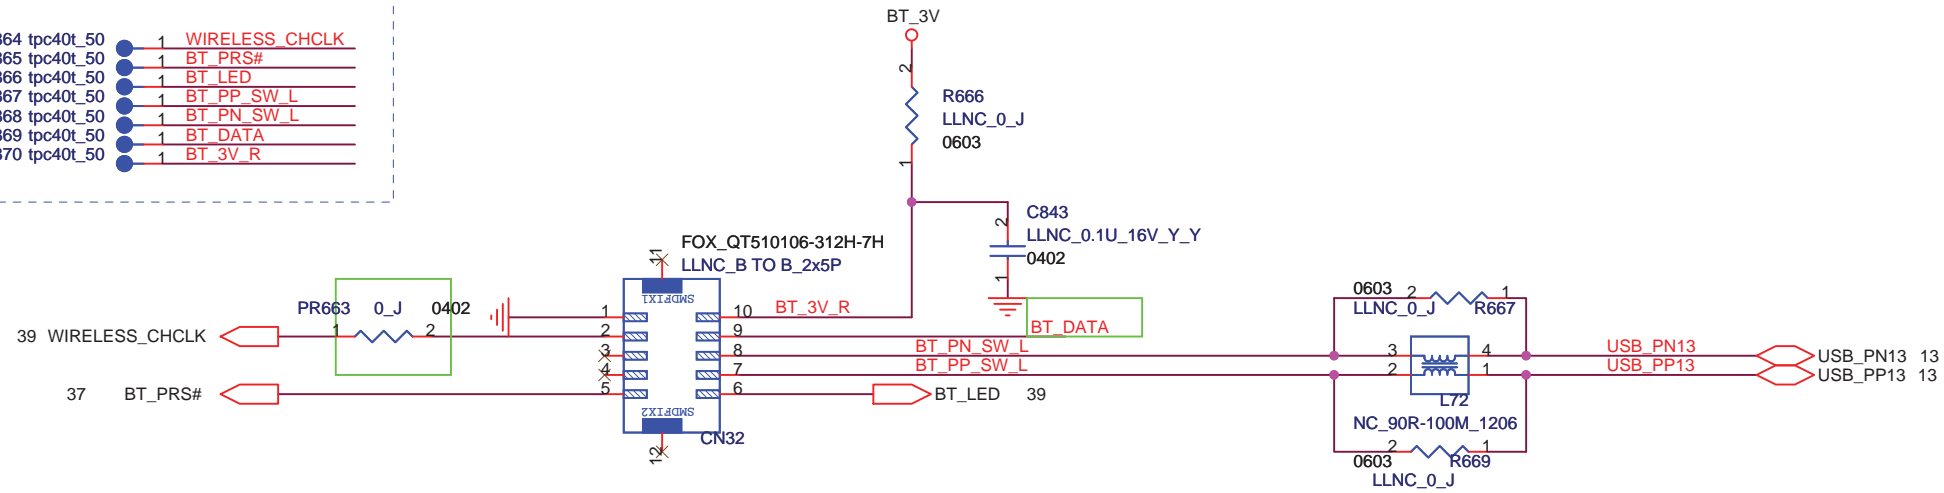 BT_3V
64 tpc40t_50 1 WIRELESS_CHCLK
365 tpc40t_50 1 BT_PRS#
366 tpc40t_50 1 BT_LED
367 tpc40t_50 1 BT_PP_SW_L
368 tpc40t_50 1 BT_PN_SW_L
369 tpc40t_50 1 BT_DATA
370 tpc40t_50 1 BT_3V_R
2
R666
LLNC_0_J
0603
1
C843
2
LLNC_0.1U_16V_Y_Y
0402
1
FOX_QT510106-312H-7H
LLNC_B TO B_2x5P
11
SMDFIX1
PR663 0_J 0402
1 2
39 WIRELESS_CHCLK
37 BT_PRS#
1 10 BT_3V_R
2 9 BT_DATA
3 8 BT_PN_SW_L
4 7 BT_PP_SW_L
5 6 BT_LED 39
SMDFIX2
CN32
12
0603 2 1
LLNC_0_J R667
3 4 USB_PN13 USB_PN13 13
2 1 USB_PP13 USB_PP13 13
L72
NC_90R-100M_1206
2 1
0603 R669
LLNC_0_J